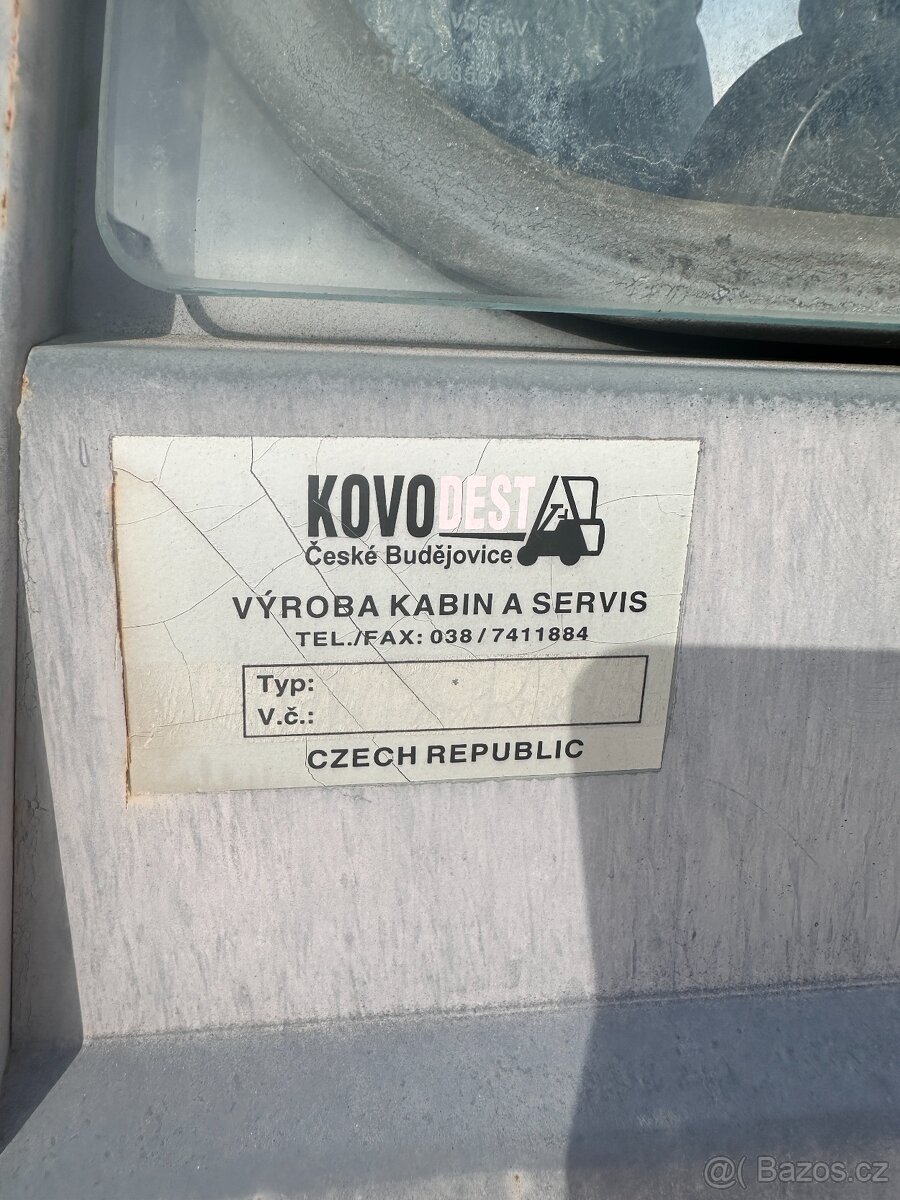 KOVODEST
České Budějovice
VÝROBA KABIN A SERVIS
TEL./FAX: 038/7411884
Typ:
V.č.:
CZECH REPUBLIC
@( Bazos.cz